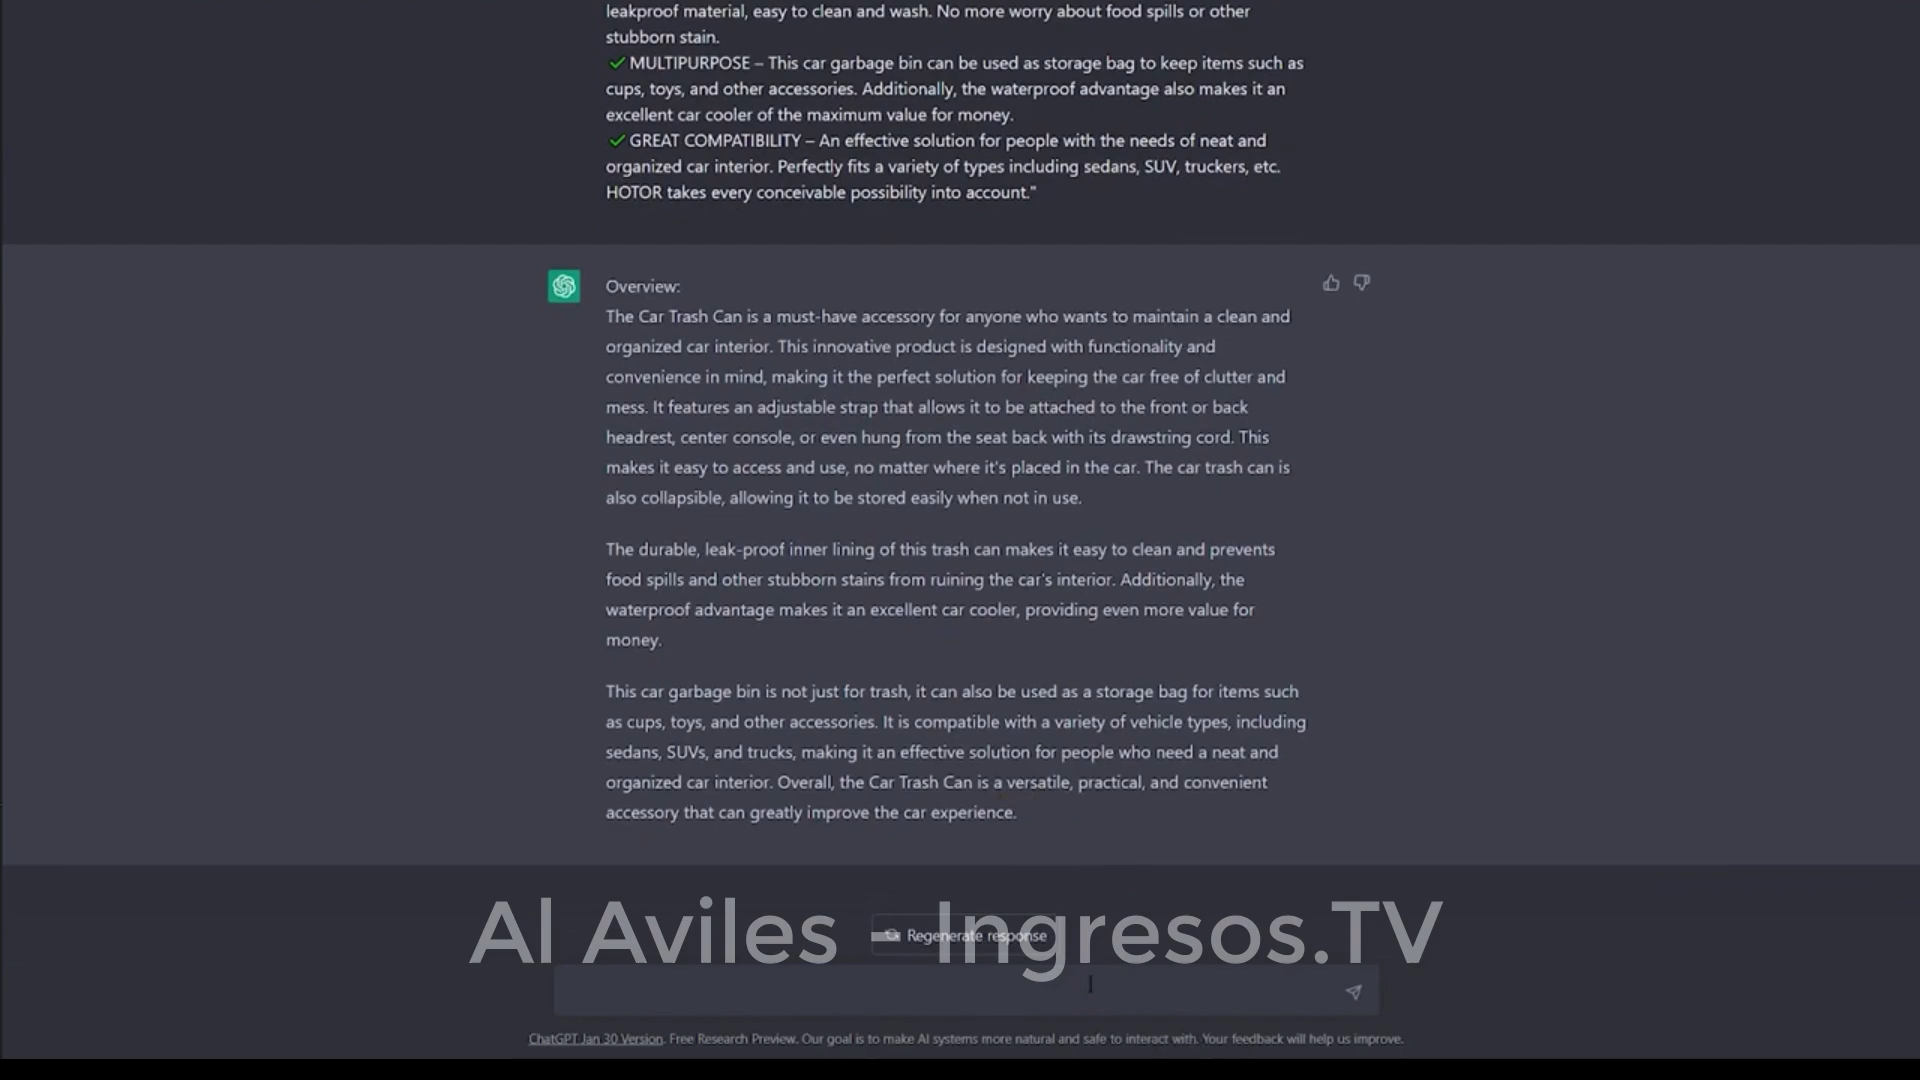 leakproof material, easy to clean and wash. No more worry about food spills or other
stubborn stain.
✓ MULTIPURPOSE – This car garbage bin can be used as storage bag to keep items such as
cups, toys, and other accessories. Additionally, the waterproof advantage also makes it an
excellent car cooler of the maximum value for money.
✓ GREAT COMPATIBILITY – An effective solution for people with the needs of neat and
organized car interior. Perfectly fits a variety of types including sedans, SUV, truckers, etc.
HOTOR takes every conceivable possibility into account."
Overview:
The Car Trash Can is a must-have accessory for anyone who wants to maintain a clean and
organized car interior. This innovative product is designed with functionality and
convenience in mind, making it the perfect solution for keeping the car free of clutter and
mess. It features an adjustable strap that allows it to be attached to the front or back
headrest, center console, or even hung from the seat back with its drawstring cord. This
makes it easy to access and use, no matter where it's placed in the car. The car trash can is
also collapsible, allowing it to be stored easily when not in use.
The durable, leak-proof inner lining of this trash can makes it easy to clean and prevents
food spills and other stubborn stains from ruining the car's interior. Additionally, the
waterproof advantage makes it an excellent car cooler, providing even more value for
money.
This car garbage bin is not just for trash, it can also be used as a storage bag for items such
as cups, toys, and other accessories. It is compatible with a variety of vehicle types, including
sedans, SUVs, and trucks, making it an effective solution for people who need a neat and
organized car interior. Overall, the Car Trash Can is a versatile, practical, and convenient
accessory that can greatly improve the car experience.
Al Aviles - Ingresos.TV
Regenerate response
ChatGPT Jan 30 Version. Free Research Preview. Our goal is to make AI systems more natural and safe to interact with. Your feedback will help us improve.